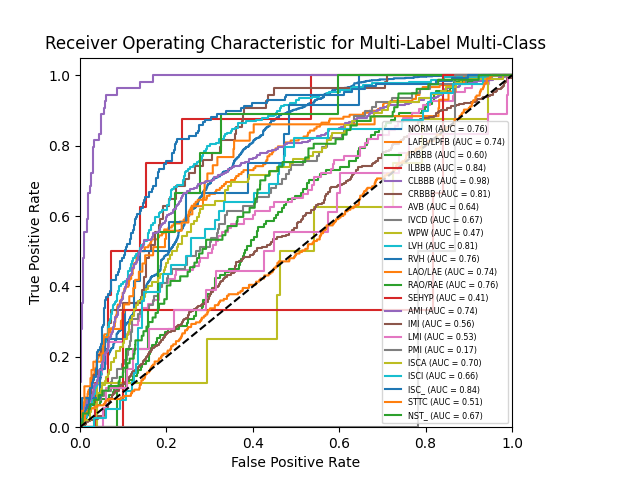 Receiver Operating Characteristic for Multi-Label Multi-Class
True Positive Rate
1.0
0.8
0.6
0.4
0.2
0.0
NORM (AUC = 0.76)
LAFB/LPFB (AUC = 0.74)
IRBBB (AUC = 0.60)
ILBBB (AUC = 0.84)
CLBBB (AUC = 0.98)
CRBBB (AUC = 0.81)
AVB (AUC = 0.64)
IVCD (AUC = 0.67)
WPW (AUC = 0.47)
LVH (AUC = 0.81)
RVH (AUC = 0.76)
LAO/LAE (AUC = 0.74)
RAO/RAE (AUC = 0.76)
SEHYP (AUC = 0.41)
AMI (AUC = 0.74)
IMI (AUC = 0.56)
LMI (AUC = 0.53)
PMI (AUC = 0.17)
ISCA (AUC = 0.70)
ISCI (AUC = 0.66)
ISC_ (AUC = 0.84)
STTC (AUC = 0.51)
NST_ (AUC = 0.67)
0.0 0.2 0.4 0.6 0.8 1.0
False Positive Rate